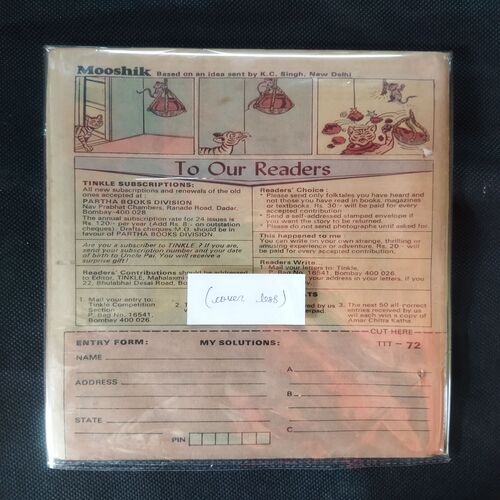 Mooshik Based on an idea sent by K.C. Singh, New Delhi
To Our Readers
TINKLE SUBSCRIPTIONS:
All new subscriptions and renewals of the old
ones accepted at:
PARTHA BOOKS DIVISION
Nav Prabhat Chambers, Ranade Road, Dadar,
Bombay-400 028
The annual subscription rate for 24 issues is
Rs. 120/- per year (Add Rs. 8/- on outstation
cheques). Drafts cheques M.O. should be in
favour of PARTHA BOOKS DIVISION
Are you a subscriber to TINKLE? If you are,
send your subscription number and your date
of birth to Uncle Pai. You will receive a
surprise gift!
Readers' Contributions
to Editor, TINKLE, Mahalaxmi
22, Bhulabhai Desai Road,
Readers' Choice:
* Please send only folktales you have heard and
not those you have read in books, magazines
or textbooks. Rs. 30/- will be paid for every
accepted contribution
* Send a self-addressed stamped envelope if
you want the story to be returned.
* Please do not send photographs until asked for.
This happened to me
You can write on your own strange, thrilling or
amusing experience or adventure. Rs. 20/- will
be paid for every accepted contribution
Readers Write...
1. Mail your letters to: Tinkle,
P. Bag No. 16541, Bombay 400 026.
your address in your letters, if you
(cover loss)
1. Mail your entry to:
Tinkle Competition
Section
P. Bag No. 16541,
Bombay 400 026.
2.
by us
3. The next 50 all-correct
entries received by us
will each win a copy of
Amar Chitra Katha.
CUT HERE
ENTRY FORM: MY SOLUTIONS: TTT - 72
NAME
A
ADDRESS
B
STATE
C
PIN